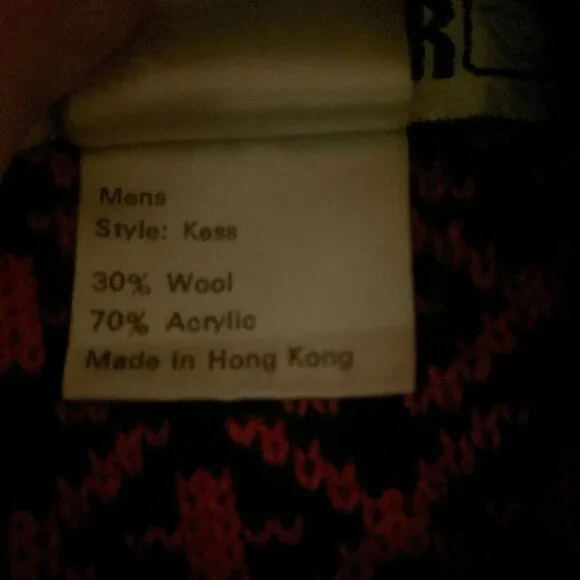 R
Mens
Style: Kess
30% Wool
70% Acrylic
Made in Hong Kong